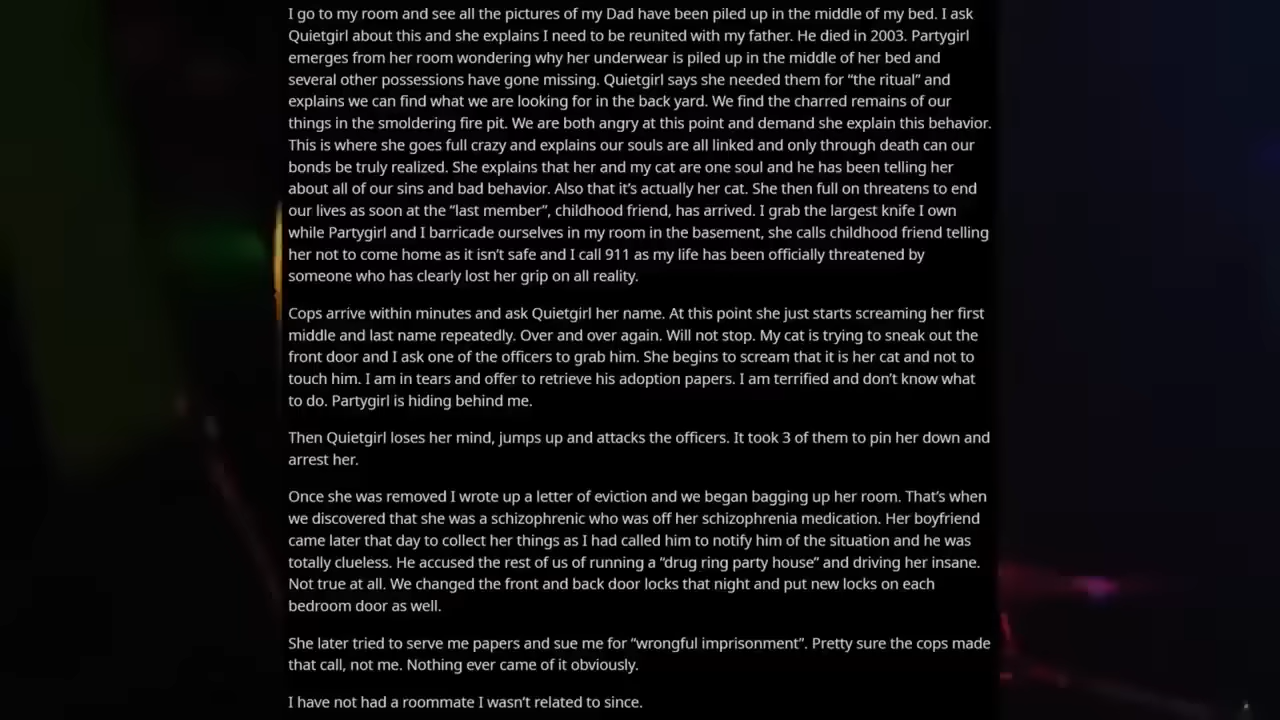 I go to my room and see all the pictures of my Dad have been piled up in the middle of my bed. I ask
Quietgirl about this and she explains I need to be reunited with my father. He died in 2003. Partygirl
emerges from her room wondering why her underwear is piled up in the middle of her bed and
several other possessions have gone missing. Quietgirl says she needed them for “the ritual” and
explains we can find what we are looking for in the back yard. We find the charred remains of our
things in the smoldering fire pit. We are both angry at this point and demand she explain this behavior.
This is where she goes full crazy and explains our souls are all linked and only through death can our
bonds be truly realized. She explains that her and my cat are one soul and he has been telling her
about all of our sins and bad behavior. Also that it’s actually her cat. She then full on threatens to end
our lives as soon at the “last member”, childhood friend, has arrived. I grab the largest knife I own
while Partygirl and I barricade ourselves in my room in the basement, she calls childhood friend telling
her not to come home as it isn’t safe and I call 911 as my life has been officially threatened by
someone who has clearly lost her grip on all reality.
Cops arrive within minutes and ask Quietgirl her name. At this point she just starts screaming her first
middle and last name repeatedly. Over and over again. Will not stop. My cat is trying to sneak out the
front door and I ask one of the officers to grab him. She begins to scream that it is her cat and not to
touch him. I am in tears and offer to retrieve his adoption papers. I am terrified and don’t know what
to do. Partygirl is hiding behind me.
Then Quietgirl loses her mind, jumps up and attacks the officers. It took 3 of them to pin her down and
arrest her.
Once she was removed I wrote up a letter of eviction and we began bagging up her room. That’s when
we discovered that she was a schizophrenic who was off her schizophrenia medication. Her boyfriend
came later that day to collect her things as I had called him to notify him of the situation and he was
totally clueless. He accused the rest of us of running a “drug ring party house” and driving her insane.
Not true at all. We changed the front and back door locks that night and put new locks on each
bedroom door as well.
She later tried to serve me papers and sue me for “wrongful imprisonment”. Pretty sure the cops made
that call, not me. Nothing ever came of it obviously.
I have not had a roommate I wasn’t related to since.